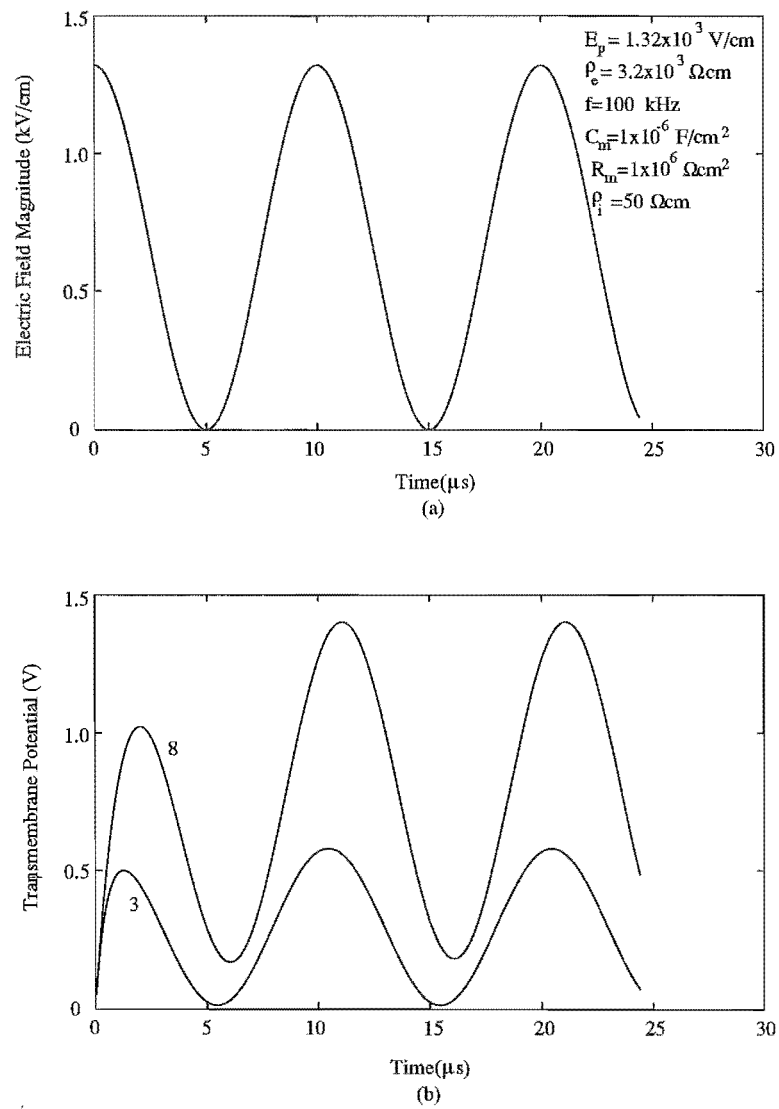 E_p = 1.32x10^3 V/cm
ρ_e = 3.2x10^3 Ωcm
f=100 kHz
C_m=1x10^-6 F/cm^2
R_m=1x10^6 Ωcm^2
ρ_i =50 Ωcm
Electric Field Magnitude (kV/cm)
1.5
1.0
0.5
0
0 5 10 15 20 25 30
Time(μs)
(a)
Transmembrane Potential (V)
1.5
1.0
0.5
0
8
3
0 5 10 15 20 25 30
Time(μs)
(b)